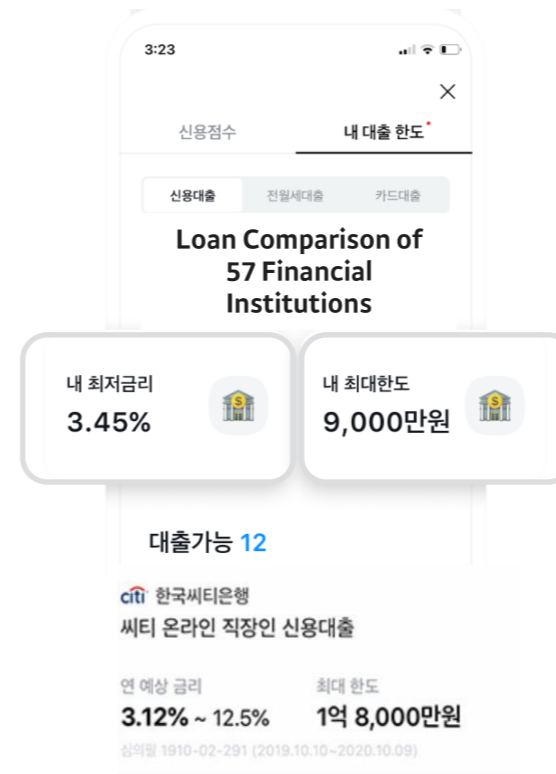 3:23
신용점수 내 대출 한도
신용대출 전월세대출 카드대출
Loan Comparison of
57 Financial
Institutions
내 최저금리
3.45%
내 최대한도
9,000만원
대출가능 12
citi 한국씨티은행
씨티 온라인 직장인 신용대출
연 예상 금리 최대 한도
3.12% ~ 12.5% 1억 8,000만원
심의필 1910-02-291 (2019.10.10~2020.10.09)